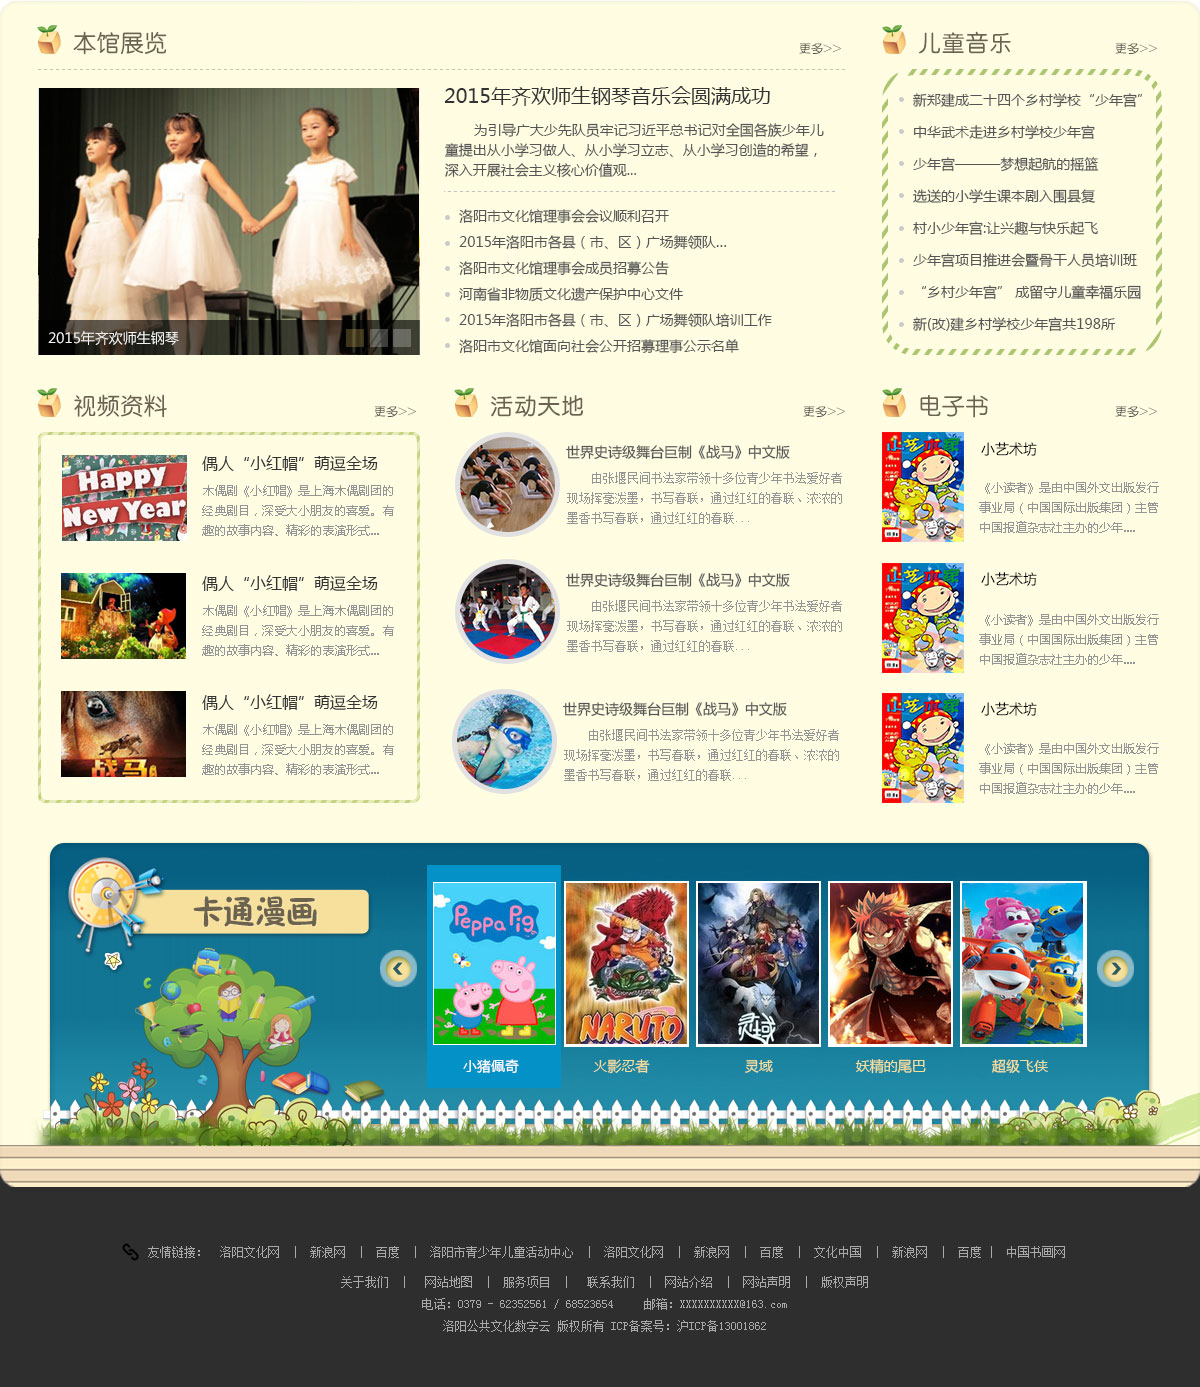 本馆展览
更多>>
2015年齐欢师生钢琴
2015年齐欢师生钢琴音乐会圆满成功
为引导广大少先队员牢记习近平总书记对全国各族少年儿
童提出从小学习做人、从小学习立志、从小学习创造的希望，
深入开展社会主义核心价值观...
洛阳市文化馆理事会会议顺利召开
2015年洛阳市各县（市、区）广场舞领队...
洛阳市文化馆理事会成员招募公告
河南省非物质文化遗产保护中心文件
2015年洛阳市各县（市、区）广场舞领队培训工作
洛阳市文化馆面向社会公开招募理事公示名单
儿童音乐
更多>>
新郑建成二十四个乡村学校“少年宫”
中华武术走进乡村学校少年宫
少年宫———梦想起航的摇篮
选送的小学生课本剧入围县复
村小少年宫:让兴趣与快乐起飞
少年宫项目推进会暨骨干人员培训班
“乡村少年宫” 成留守儿童幸福乐园
新(改)建乡村学校少年宫共198所
视频资料
更多>>
Happy
New Year
偶人“小红帽”萌逗全场
木偶剧《小红帽》是上海木偶剧团的
经典剧目，深受大小朋友的喜爱。有
趣的故事内容、精彩的表演形式...
偶人“小红帽”萌逗全场
木偶剧《小红帽》是上海木偶剧团的
经典剧目，深受大小朋友的喜爱。有
趣的故事内容、精彩的表演形式...
战马
偶人“小红帽”萌逗全场
木偶剧《小红帽》是上海木偶剧团的
经典剧目，深受大小朋友的喜爱。有
趣的故事内容、精彩的表演形式...
活动天地
更多>>
世界史诗级舞台巨制《战马》中文版
由张堰民间书法家带领十多位青少年书法爱好者
现场挥毫泼墨，书写春联，通过红红的春联、浓浓的
墨香书写春联，通过红红的春联...
世界史诗级舞台巨制《战马》中文版
由张堰民间书法家带领十多位青少年书法爱好者
现场挥毫泼墨，书写春联，通过红红的春联、浓浓的
墨香书写春联，通过红红的春联...
世界史诗级舞台巨制《战马》中文版
由张堰民间书法家带领十多位青少年书法爱好者
现场挥毫泼墨，书写春联，通过红红的春联、浓浓的
墨香书写春联，通过红红的春联...
电子书
更多>>
小艺术坊
《小读者》是由中国外文出版发行
事业局（中国国际出版集团）主管
中国报道杂志社主办的少年....
小艺术坊
《小读者》是由中国外文出版发行
事业局（中国国际出版集团）主管
中国报道杂志社主办的少年....
小艺术坊
《小读者》是由中国外文出版发行
事业局（中国国际出版集团）主管
中国报道杂志社主办的少年....
卡通漫画
Peppa Pig
NARUTO
灵域
小猪佩奇
火影忍者
灵域
妖精的尾巴
超级飞侠
友情链接： 洛阳文化网 | 新浪网 | 百度 | 洛阳市青少年儿童活动中心 | 洛阳文化网 | 新浪网 | 百度 | 文化中国 | 新浪网 | 百度 | 中国书画网
关于我们 | 网站地图 | 服务项目 | 联系我们 | 网站介绍 | 网站声明 | 版权声明
电话：0379 - 62352561 / 68523654 邮箱：XXXXXXXXXX@163.com
洛阳公共文化数字云 版权所有 ICP备案号：沪ICP备13001862